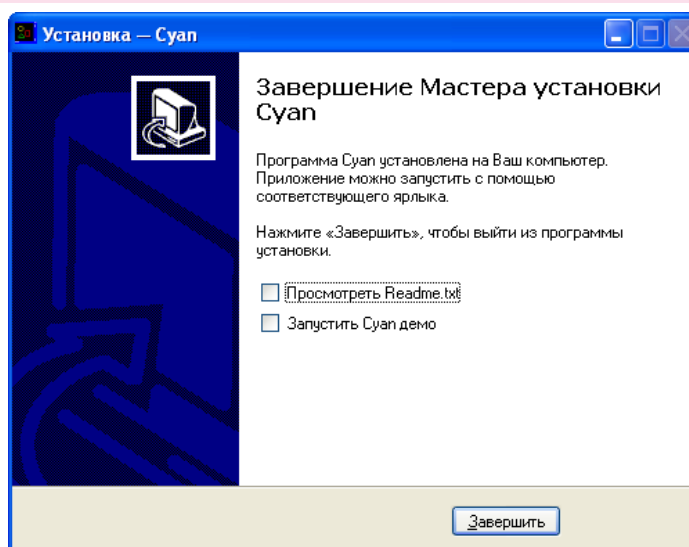 Установка — Cyan
Завершение Мастера установки
Cyan
Программа Cyan установлена на Ваш компьютер.
Приложение можно запустить с помощью
соответствующего ярлыка.
Нажмите «Завершить», чтобы выйти из программы
установки.
Просмотреть Readme.txt
Запустить Cyan демо
Завершить